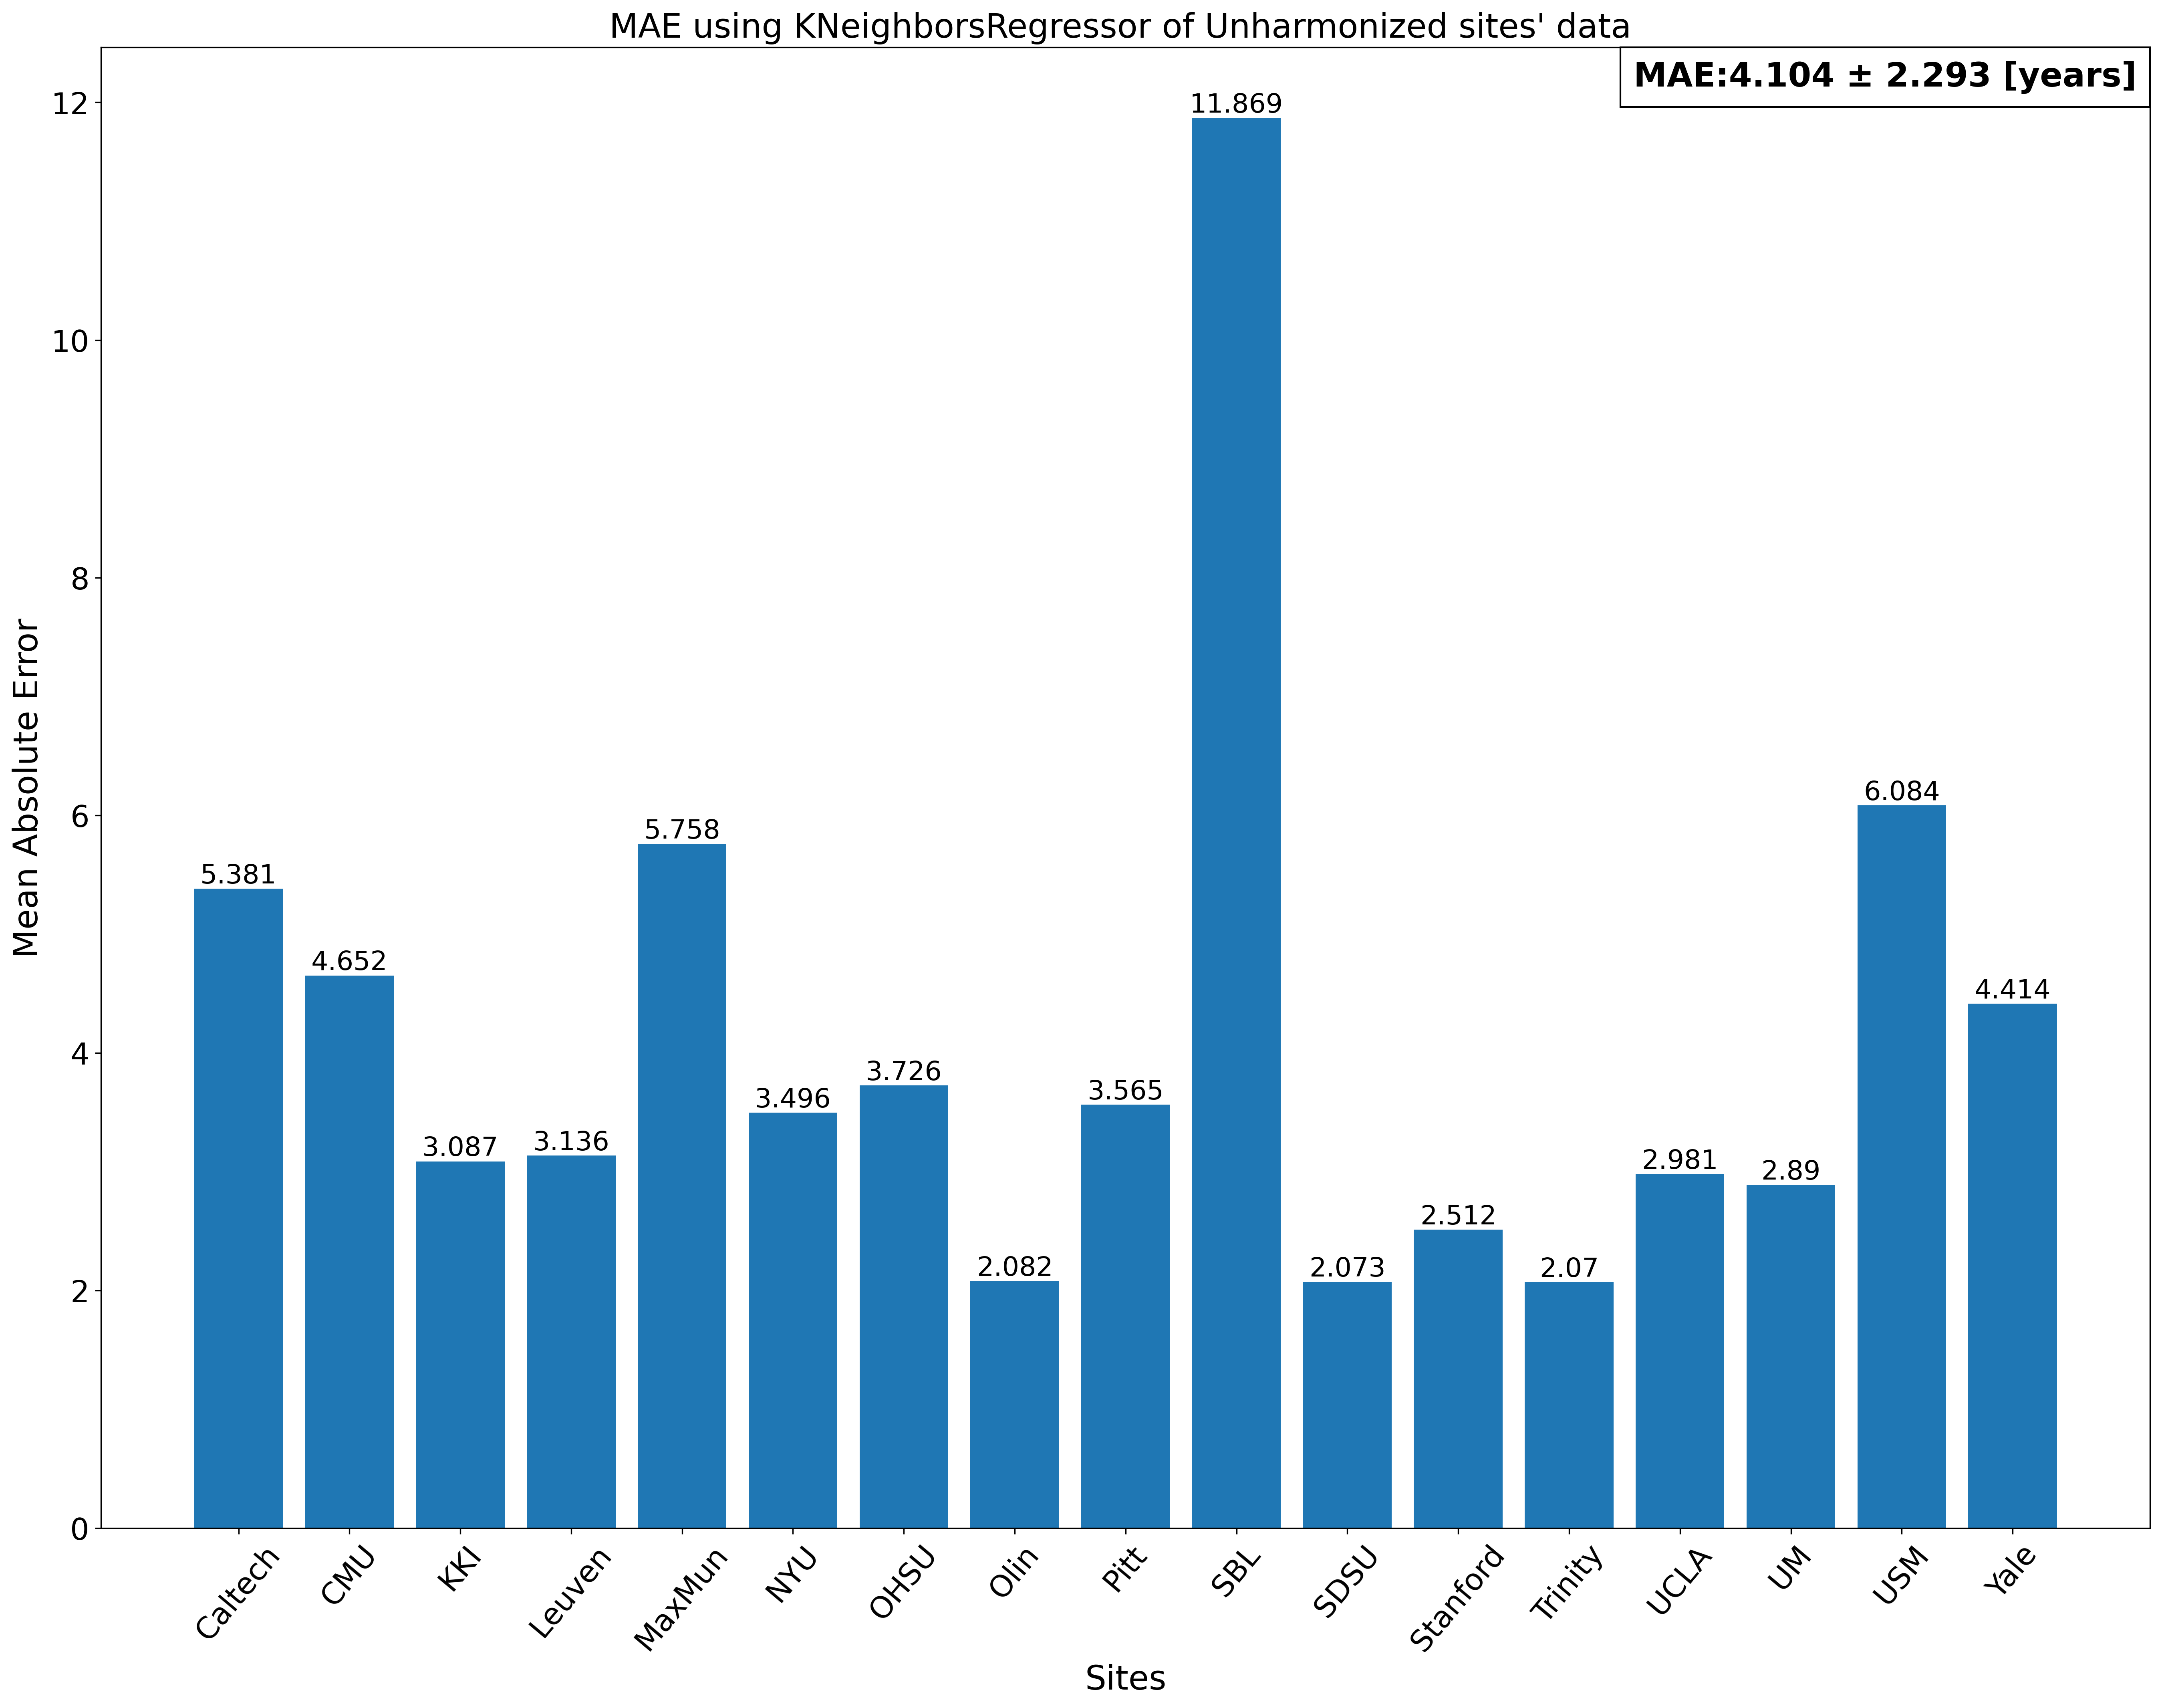 MAE using KNeighborsRegressor of Unharmonized sites' data
MAE:4.104 ± 2.293 [years]
Mean Absolute Error
12
10
8
6
4
2
0
5.381
4.652
3.087
3.136
5.758
3.496
3.726
2.082
3.565
11.869
2.073
2.512
2.07
2.981
2.89
6.084
4.414
Caltech
CMU
KKI
Leuven
MaxMun
NYU
OHSU
Olin
Pitt
SBL
SDSU
Stanford
Trinity
UCLA
UM
USM
Yale
Sites